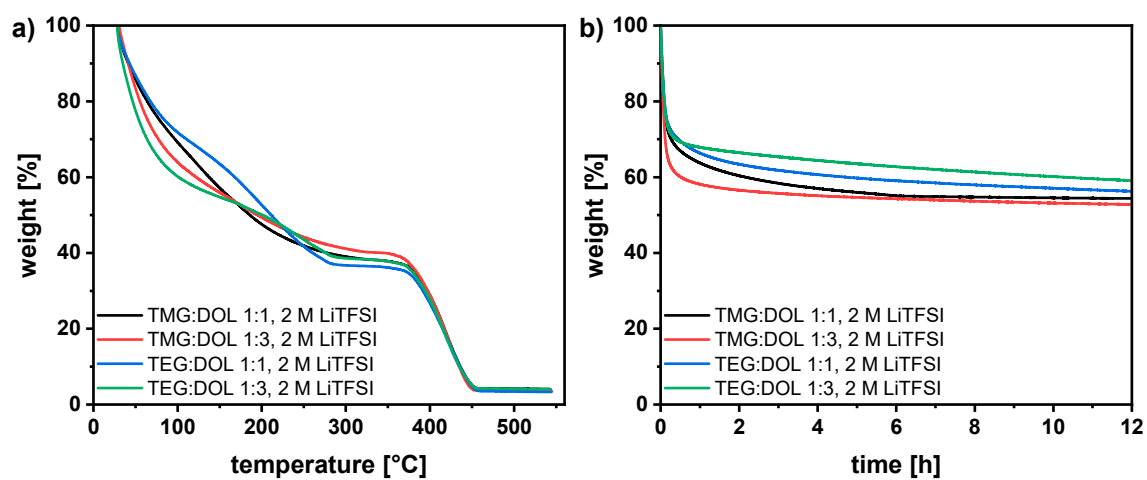 a)
100
80
60
40
20
0
weight [%]
TMG:DOL 1:1, 2 M LiTFSI
TMG:DOL 1:3, 2 M LiTFSI
TEG:DOL 1:1, 2 M LiTFSI
TEG:DOL 1:3, 2 M LiTFSI
0 100 200 300 400 500
temperature [°C]
b)
100
80
60
40
20
0
weight [%]
TMG:DOL 1:1, 2 M LiTFSI
TMG:DOL 1:3, 2 M LiTFSI
TEG:DOL 1:1, 2 M LiTFSI
TEG:DOL 1:3, 2 M LiTFSI
0 2 4 6 8 10 12
time [h]